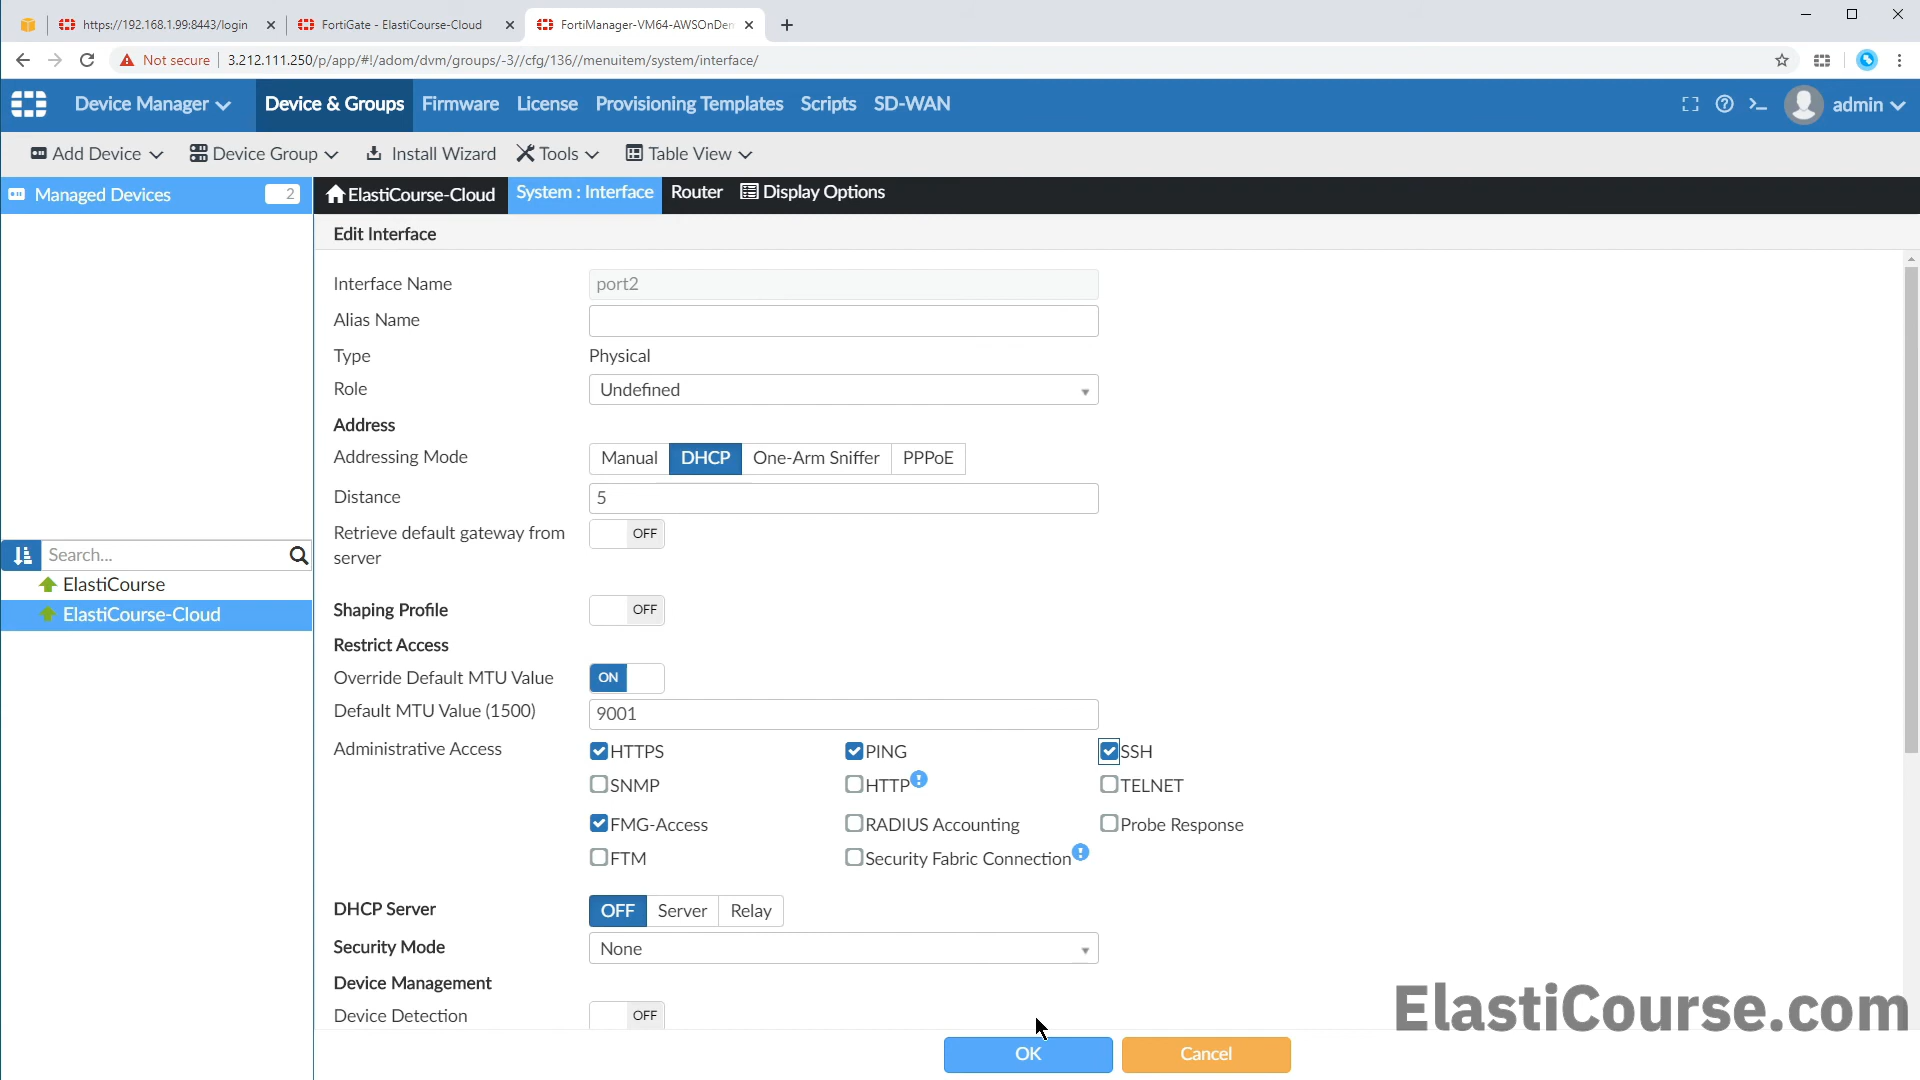 https://192.168.1.99:8443/login
FortiGate - ElastiCourse-Cloud
FortiManager-VM64-AWSOnDem
Not secure
3.212.111.250/p/app/#!/adom/dvm/groups/-3//cfg/136//menuitem/system/interface/
Device Manager
Device & Groups
Firmware
License
Provisioning Templates
Scripts
SD-WAN
admin
Add Device
Device Group
Install Wizard
Tools
Table View
Managed Devices
2
ElastiCourse-Cloud
System : Interface
Router
Display Options
Edit Interface
Interface Name
port2
Alias Name
Type
Physical
Role
Undefined
Address
Addressing Mode
Manual
DHCP
One-Arm Sniffer
PPPoE
Distance
5
Retrieve default gateway from
server
OFF
Search...
ElastiCourse
ElastiCourse-Cloud
Shaping Profile
OFF
Restrict Access
Override Default MTU Value
ON
Default MTU Value (1500)
9001
Administrative Access
HTTPS
PING
SSH
SNMP
HTTP
TELNET
FMG-Access
RADIUS Accounting
Probe Response
FTM
Security Fabric Connection
DHCP Server
OFF
Server
Relay
Security Mode
None
Device Management
Device Detection
OFF
OK
Cancel
ElastiCourse.com